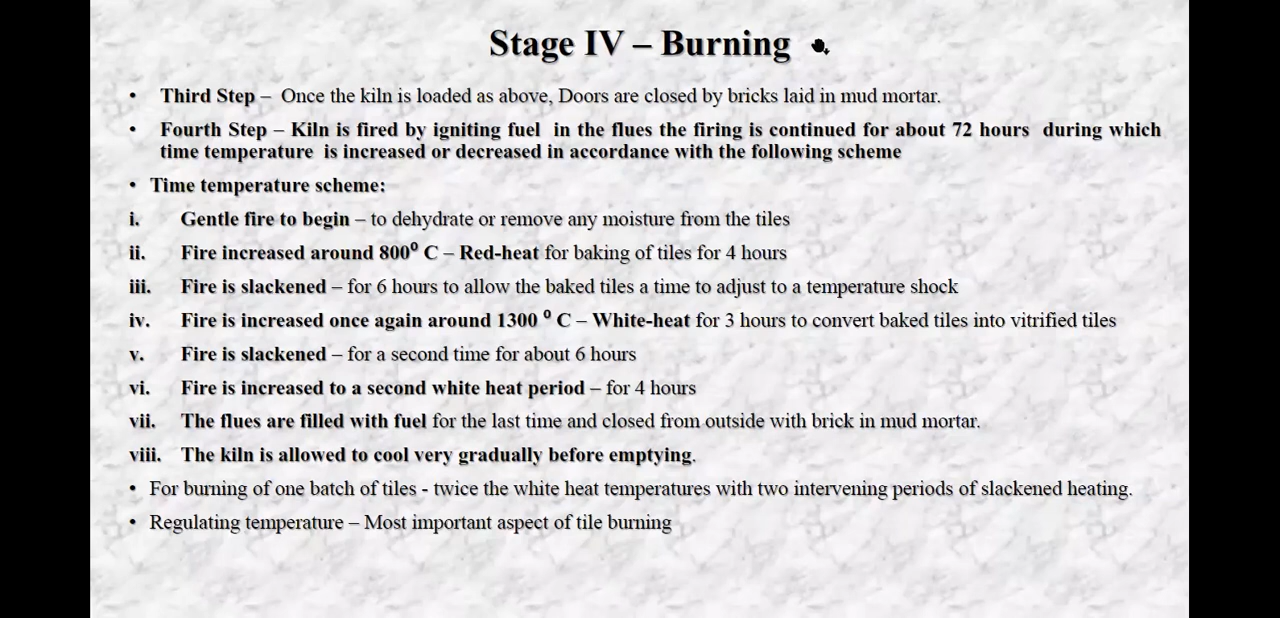 Stage IV – Burning
• Third Step – Once the kiln is loaded as above, Doors are closed by bricks laid in mud mortar.
• Fourth Step – Kiln is fired by igniting fuel in the flues the firing is continued for about 72 hours during which
time temperature is increased or decreased in accordance with the following scheme
• Time temperature scheme:
i. Gentle fire to begin – to dehydrate or remove any moisture from the tiles
ii. Fire increased around 800⁰ C – Red-heat for baking of tiles for 4 hours
iii. Fire is slackened – for 6 hours to allow the baked tiles a time to adjust to a temperature shock
iv. Fire is increased once again around 1300 ⁰ C – White-heat for 3 hours to convert baked tiles into vitrified tiles
v. Fire is slackened – for a second time for about 6 hours
vi. Fire is increased to a second white heat period – for 4 hours
vii. The flues are filled with fuel for the last time and closed from outside with brick in mud mortar.
viii. The kiln is allowed to cool very gradually before emptying.
• For burning of one batch of tiles - twice the white heat temperatures with two intervening periods of slackened heating.
• Regulating temperature – Most important aspect of tile burning